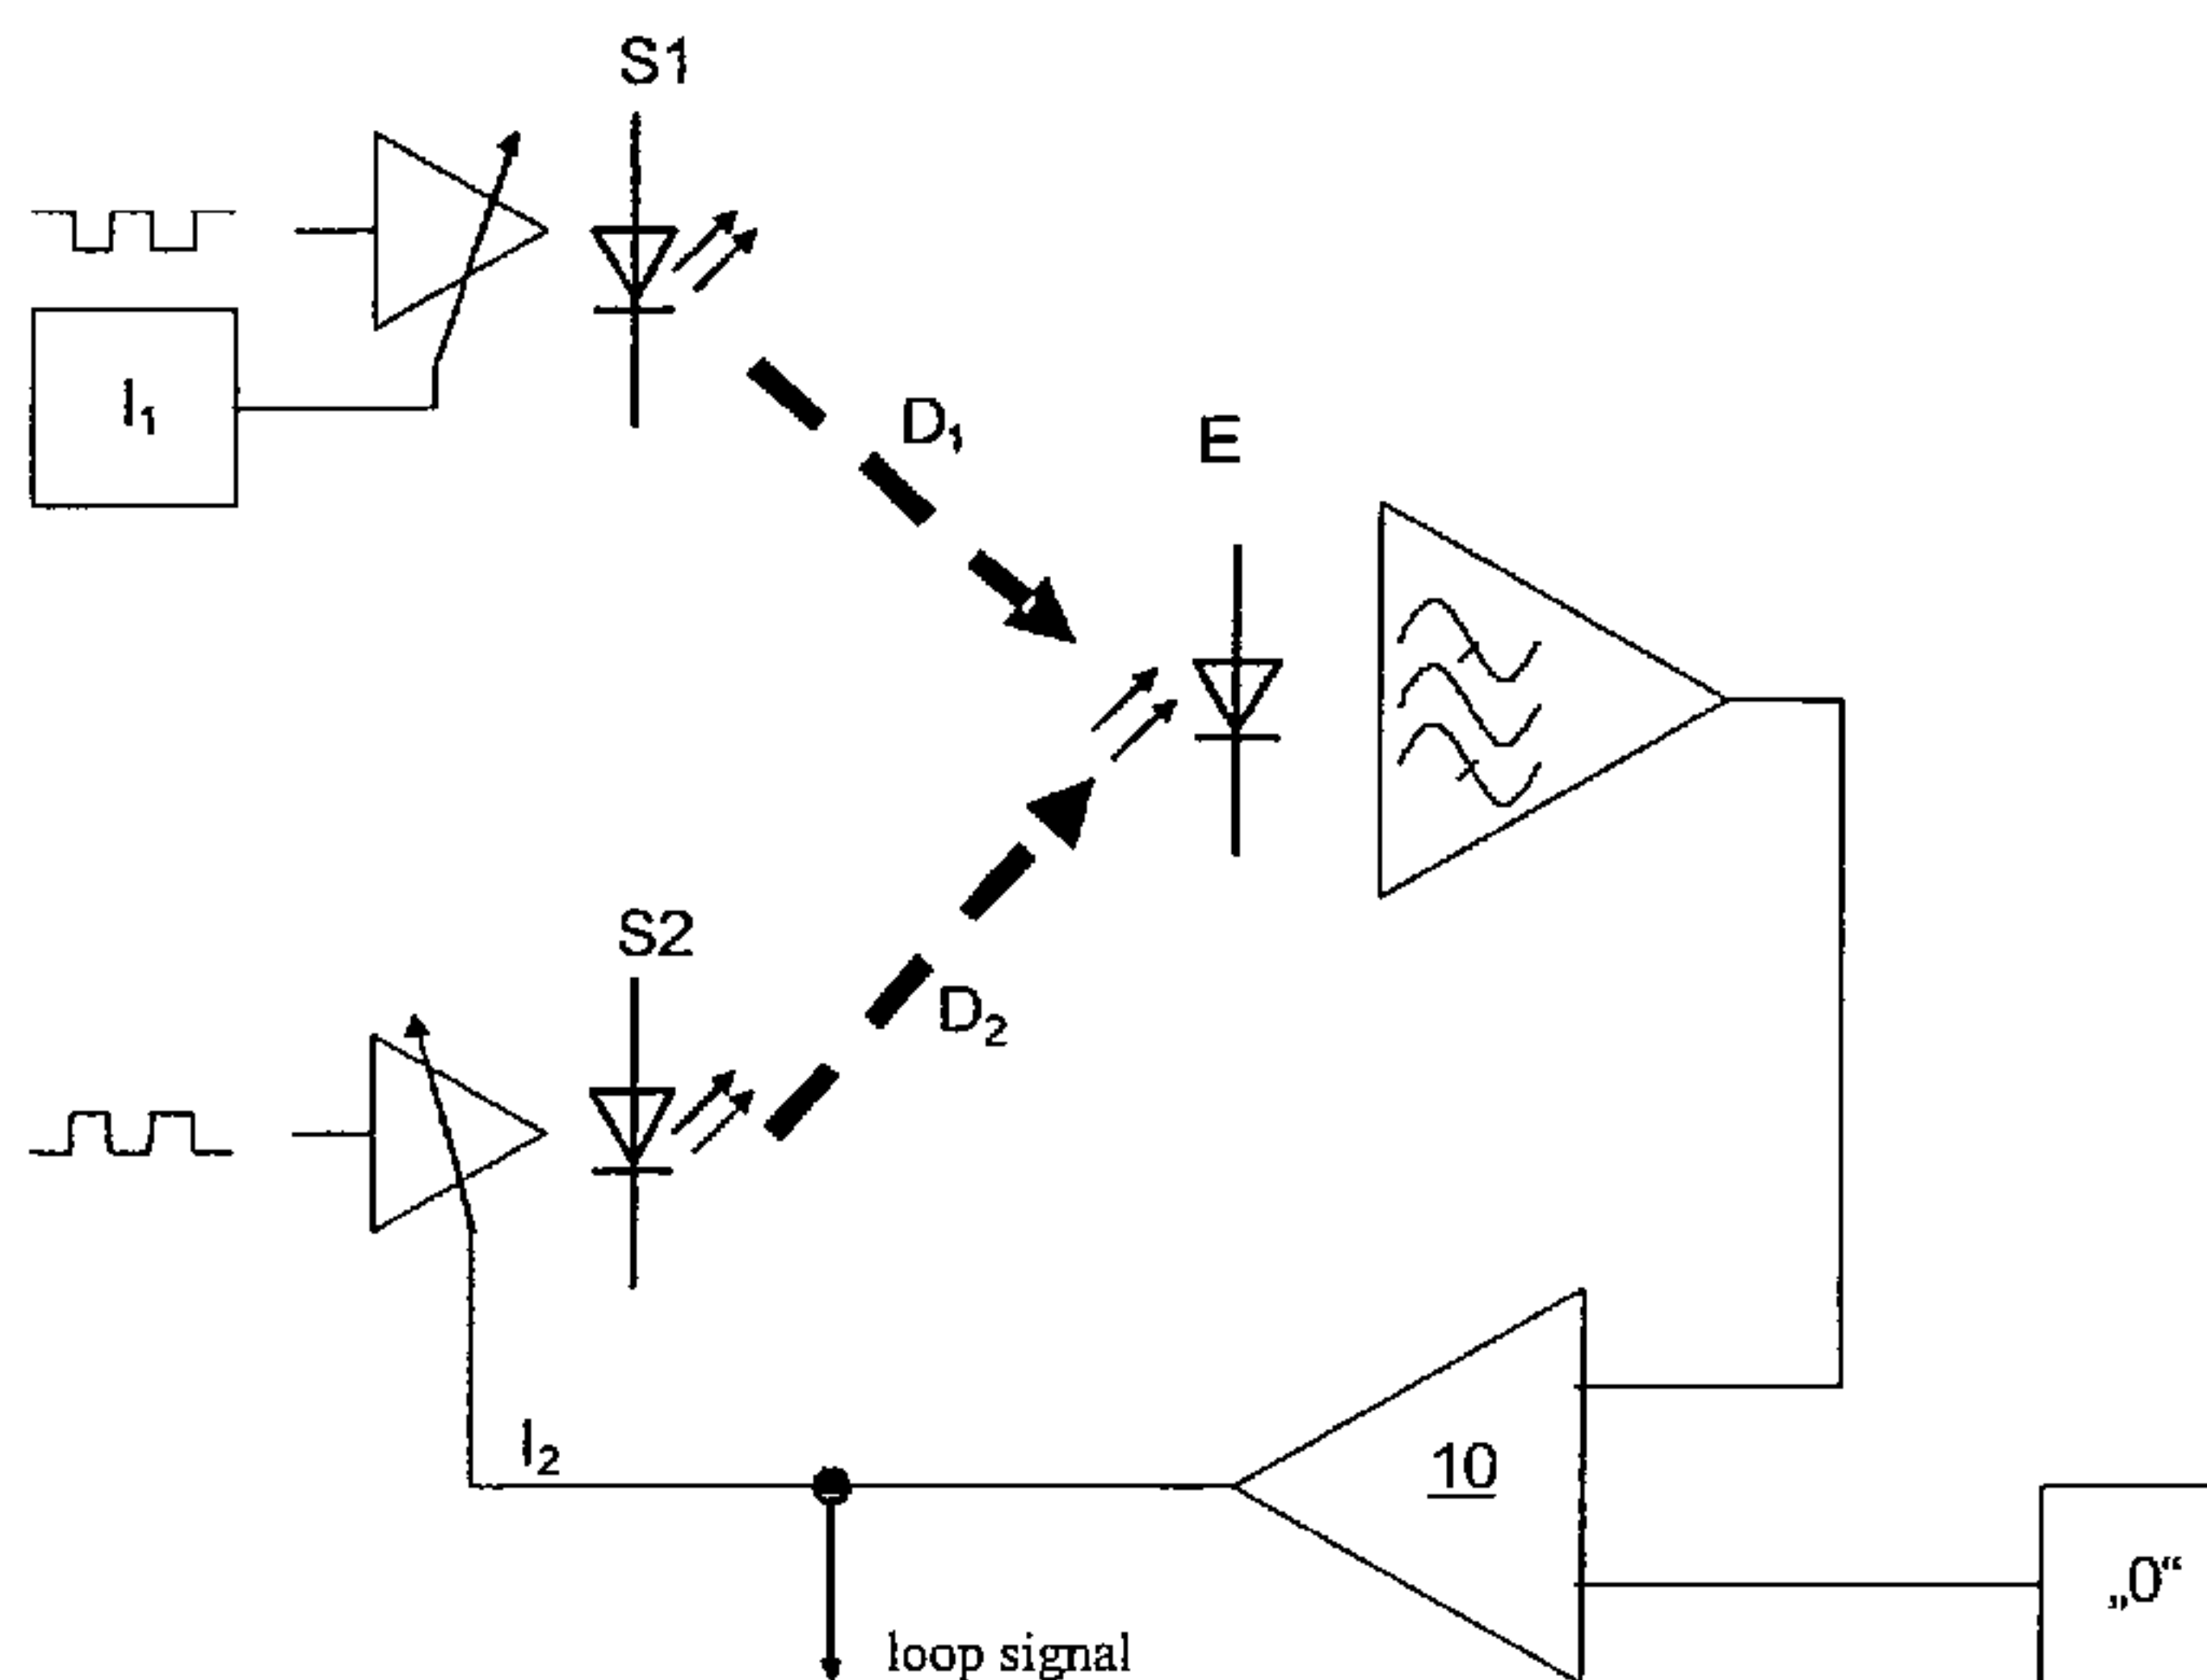 S1
I₁
D₁
E
S2
D₂
I₂
10
„0“
loop signal